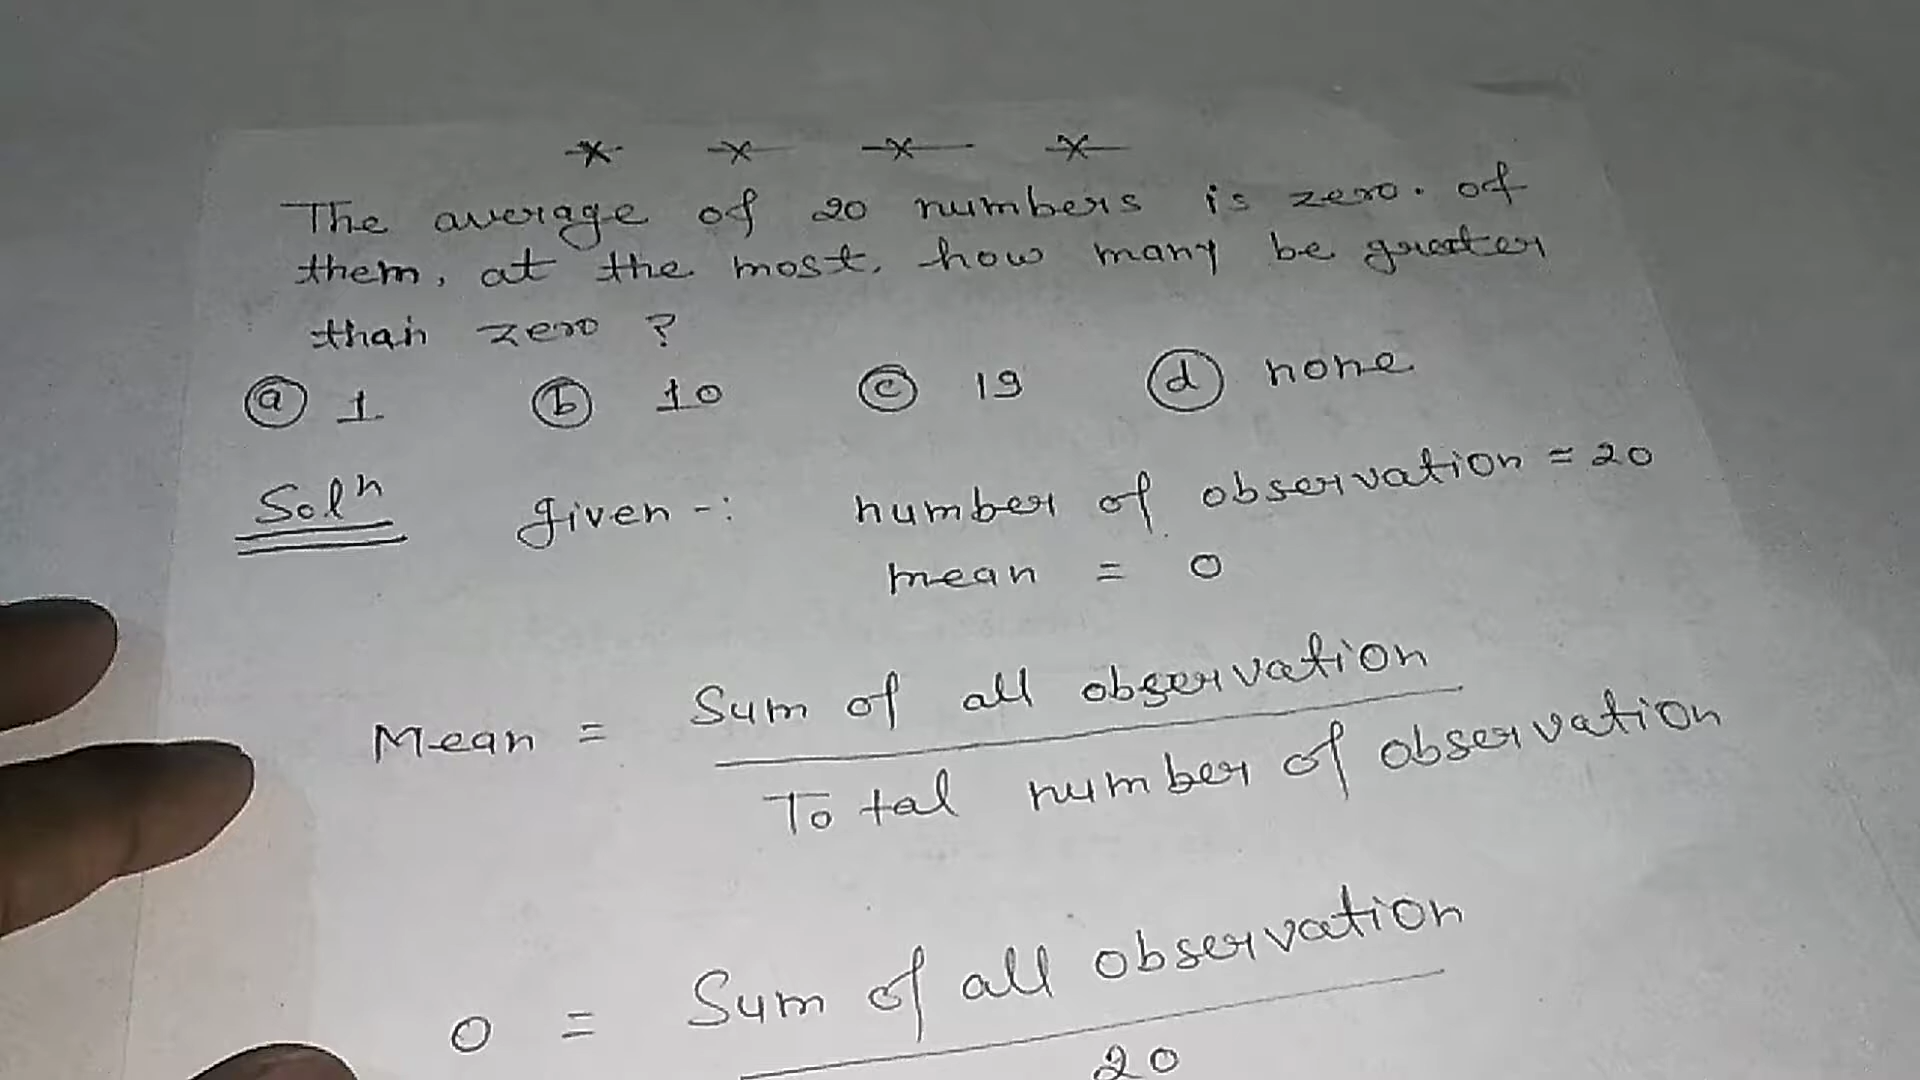 The average of 20 numbers is zero. of
them, at the most, how many be greater
than zero ?
(a) 1 (b) 10 (c) 19 (d) none
Solⁿ given -: number of observation = 20
mean = 0
Mean = Sum of all observation
Total number of observation
0 = Sum of all observation
20